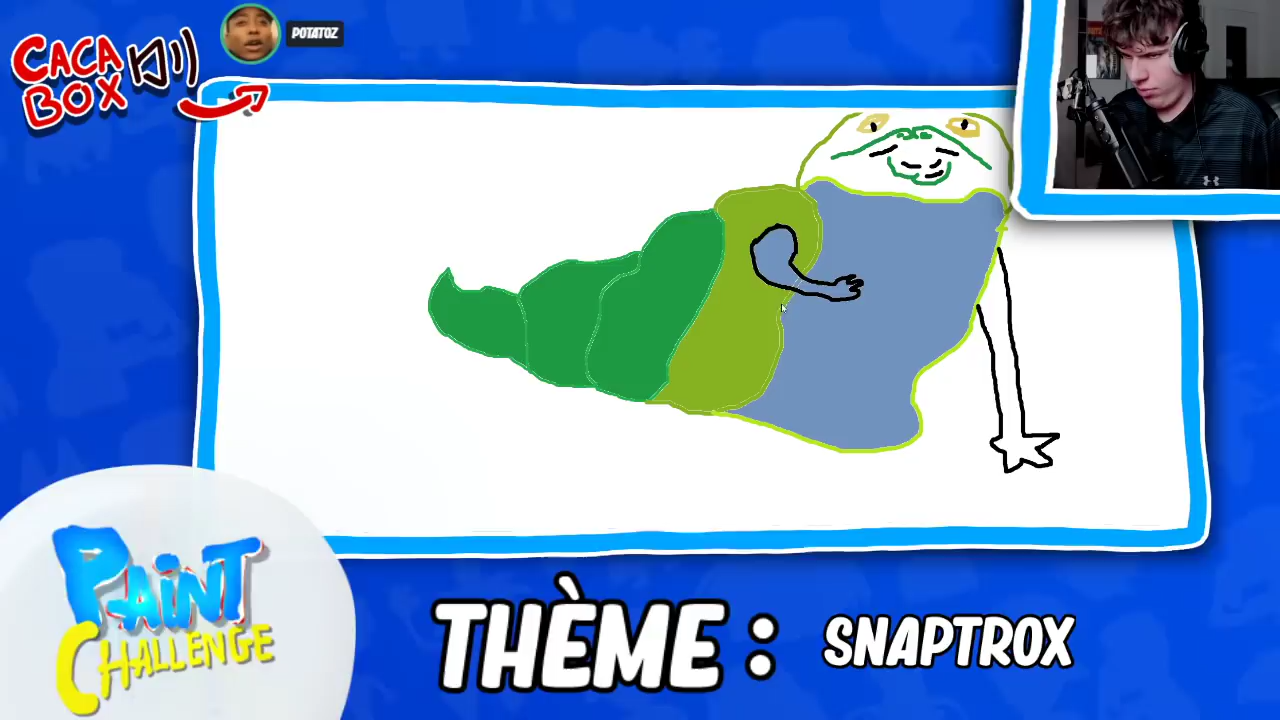 CACA
BOX
POTATOZ
PAINT
CHALLENGE
THÈME : SNAPTROX